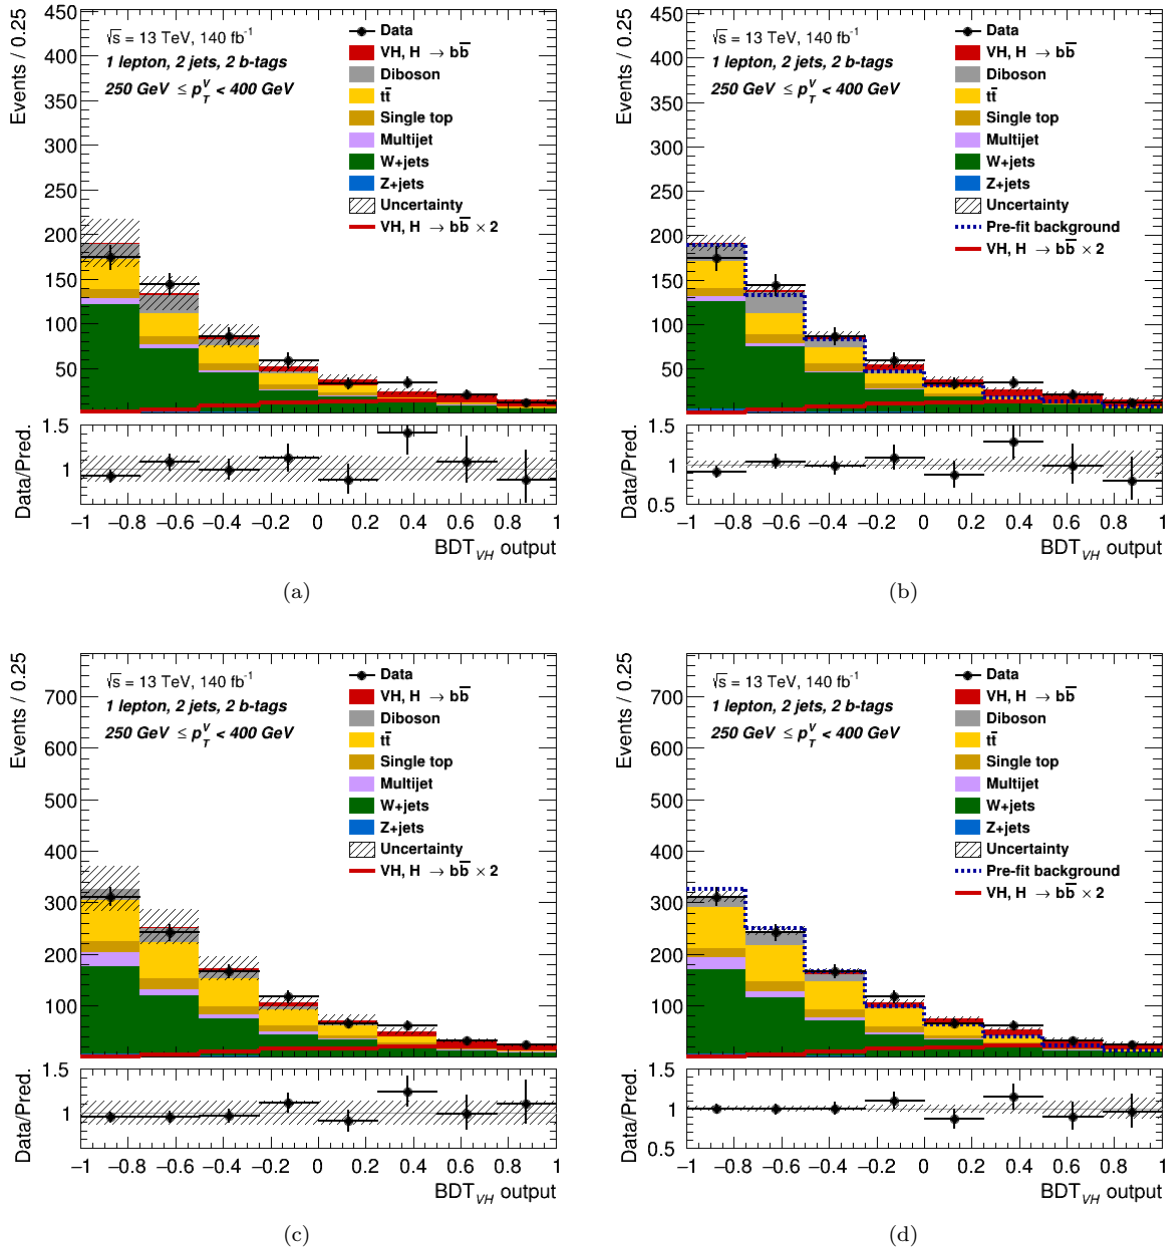 Events / 0.25
450
400
350
300
250
200
150
100
50
√s = 13 TeV, 140 fb⁻¹
1 lepton, 2 jets, 2 b-tags
250 GeV ≤ p_T^V < 400 GeV
Data
VH, H → bb̅
Diboson
tt̅
Single top
Multijet
W+jets
Z+jets
Uncertainty
VH, H → bb̅ × 2
Data/Pred.
1.5
1
0.5
−1 −0.8 −0.6 −0.4 −0.2 0 0.2 0.4 0.6 0.8 1
BDT_VH output
(a)
Events / 0.25
450
400
350
300
250
200
150
100
50
√s = 13 TeV, 140 fb⁻¹
1 lepton, 2 jets, 2 b-tags
250 GeV ≤ p_T^V < 400 GeV
Data
VH, H → bb̅
Diboson
tt̅
Single top
Multijet
W+jets
Z+jets
Uncertainty
Pre-fit background
VH, H → bb̅ × 2
Data/Pred.
1.5
1
0.5
−1 −0.8 −0.6 −0.4 −0.2 0 0.2 0.4 0.6 0.8 1
BDT_VH output
(b)
Events / 0.25
700
600
500
400
300
200
100
√s = 13 TeV, 140 fb⁻¹
1 lepton, 2 jets, 2 b-tags
250 GeV ≤ p_T^V < 400 GeV
Data
VH, H → bb̅
Diboson
tt̅
Single top
Multijet
W+jets
Z+jets
Uncertainty
VH, H → bb̅ × 2
Data/Pred.
1.5
1
0.5
−1 −0.8 −0.6 −0.4 −0.2 0 0.2 0.4 0.6 0.8 1
BDT_VH output
(c)
Events / 0.25
700
600
500
400
300
200
100
√s = 13 TeV, 140 fb⁻¹
1 lepton, 2 jets, 2 b-tags
250 GeV ≤ p_T^V < 400 GeV
Data
VH, H → bb̅
Diboson
tt̅
Single top
Multijet
W+jets
Z+jets
Uncertainty
Pre-fit background
VH, H → bb̅ × 2
Data/Pred.
1.5
1
0.5
−1 −0.8 −0.6 −0.4 −0.2 0 0.2 0.4 0.6 0.8 1
BDT_VH output
(d)